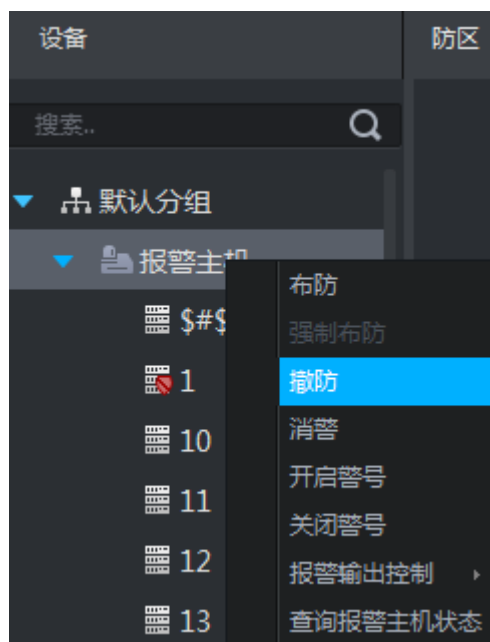 设备
防区
搜索..
默认分组
报警主机
布防
$#$
强制布防
1
撤防
10
消警
开启警号
11
关闭警号
12
报警输出控制
13
查询报警主机状态